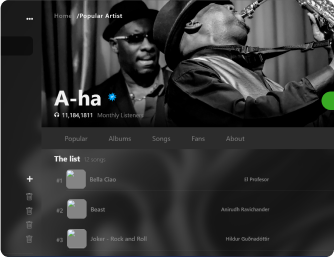 Home /Popular Artist
A-ha
11,184,1811 Monthly Listeners
Popular Albums Songs Fans About
The list 12 songs
#1 Bella Ciao El Profesor
#2 Beast Anirudh Ravichander
#3 Joker - Rock and Roll Hildur Guðnadóttir